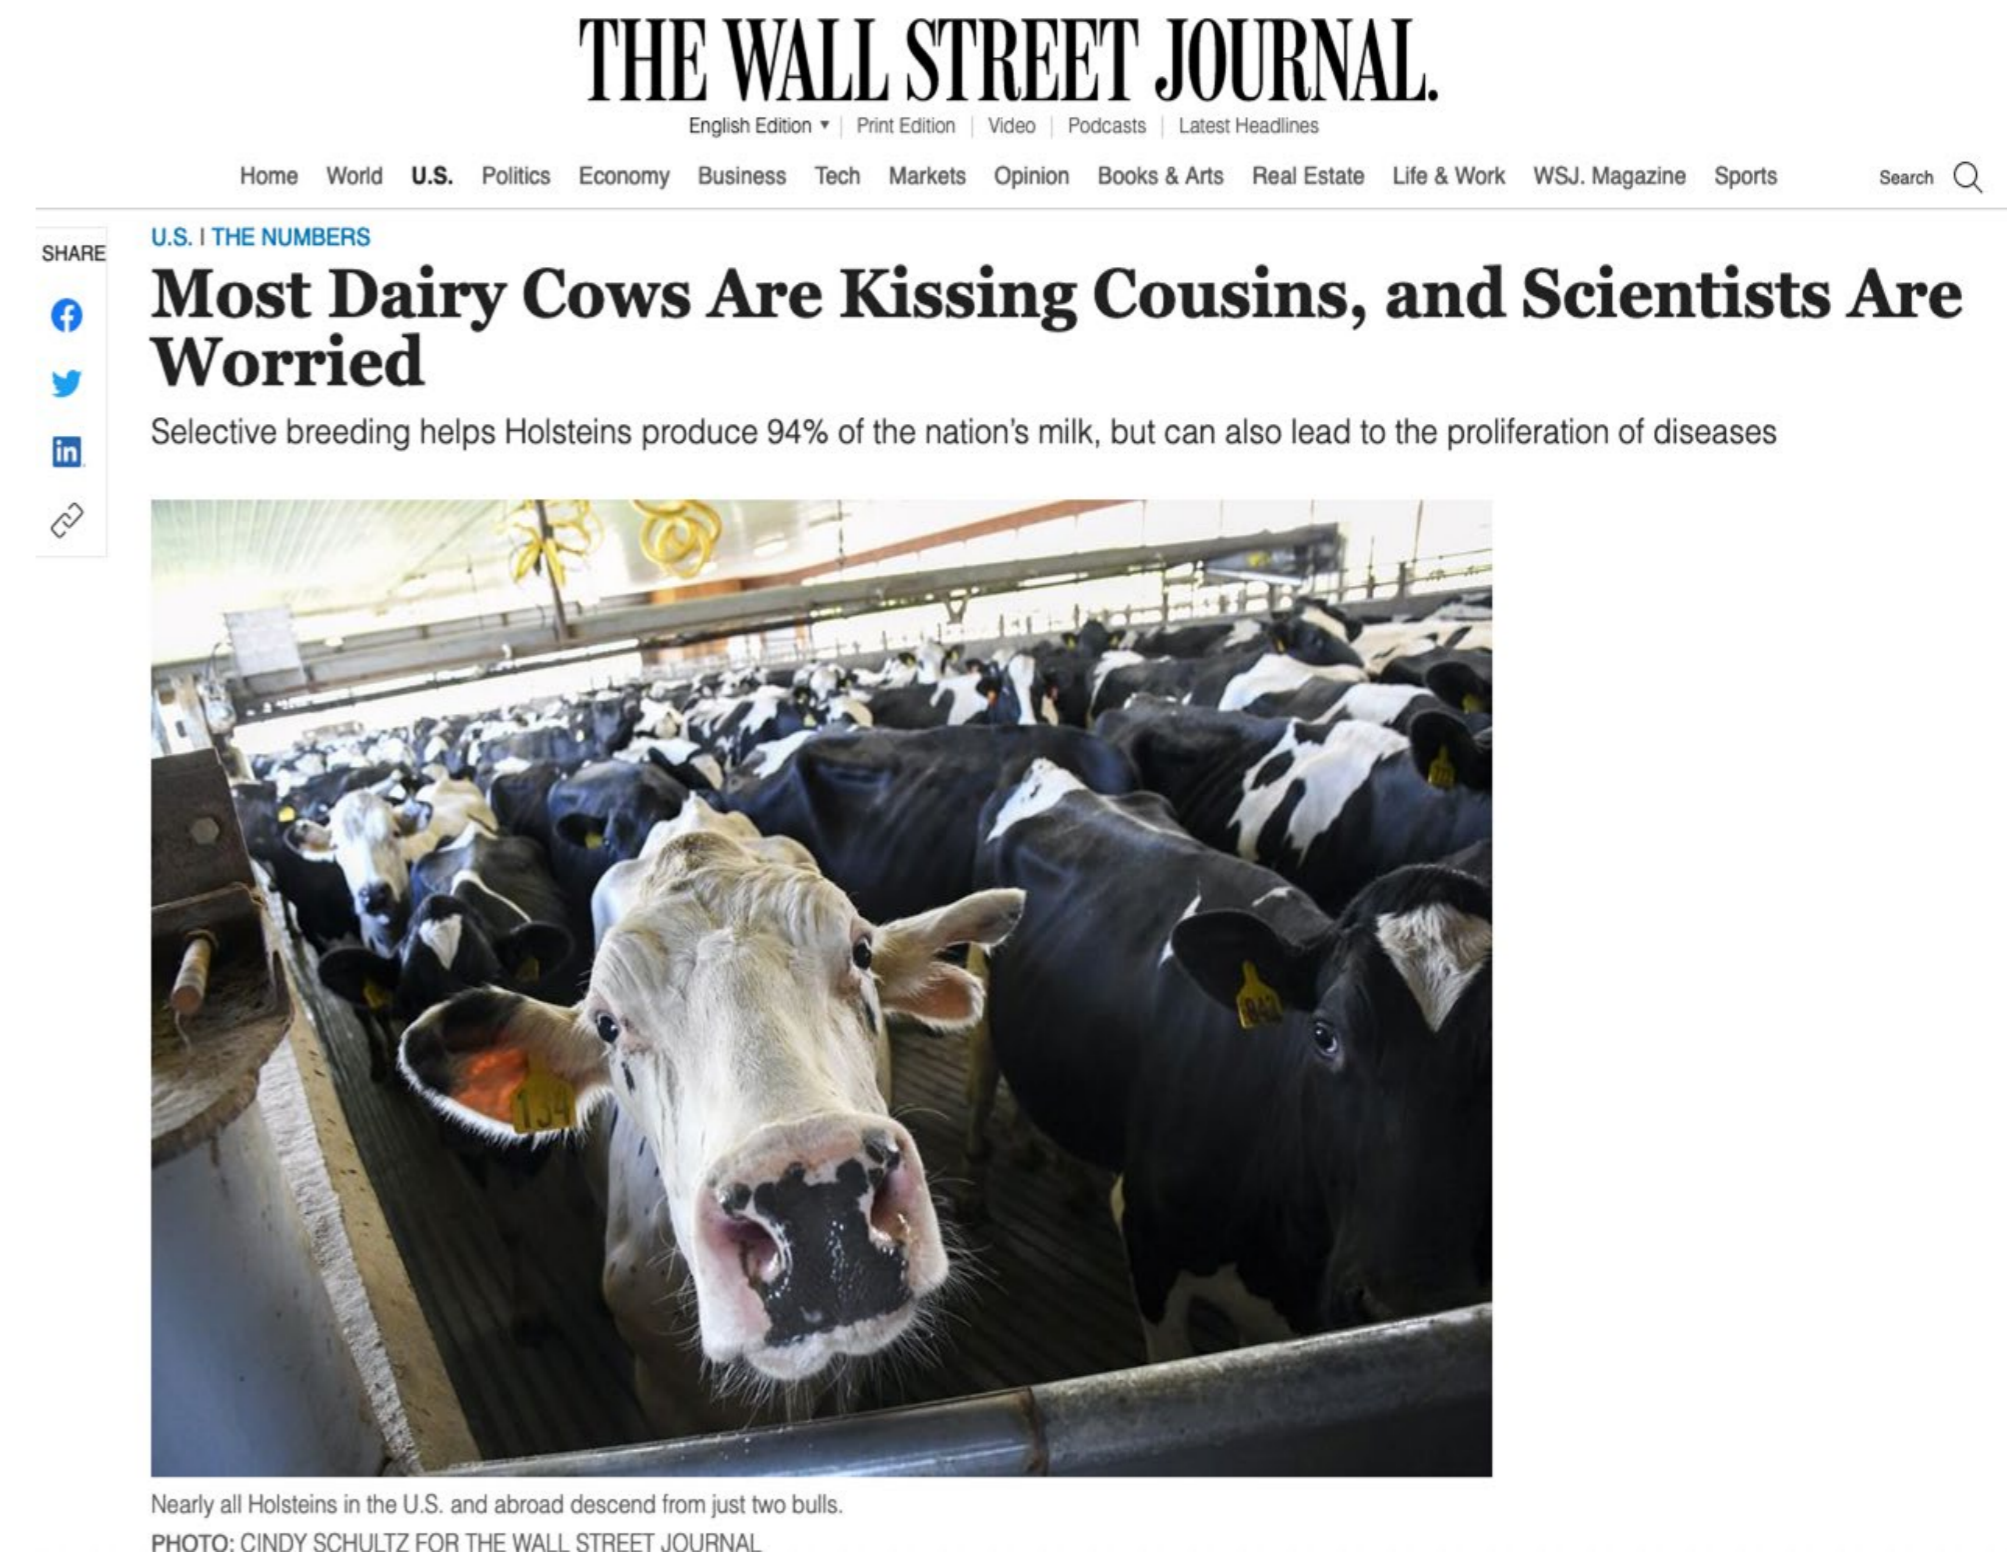 THE WALL STREET JOURNAL.
English Edition ▼ | Print Edition | Video | Podcasts | Latest Headlines
Home World U.S. Politics Economy Business Tech Markets Opinion Books & Arts Real Estate Life & Work WSJ. Magazine Sports Search
SHARE
U.S. | THE NUMBERS
Most Dairy Cows Are Kissing Cousins, and Scientists Are
Worried
Selective breeding helps Holsteins produce 94% of the nation's milk, but can also lead to the proliferation of diseases
in
Nearly all Holsteins in the U.S. and abroad descend from just two bulls.
PHOTO: CINDY SCHULTZ FOR THE WALL STREET JOURNAL